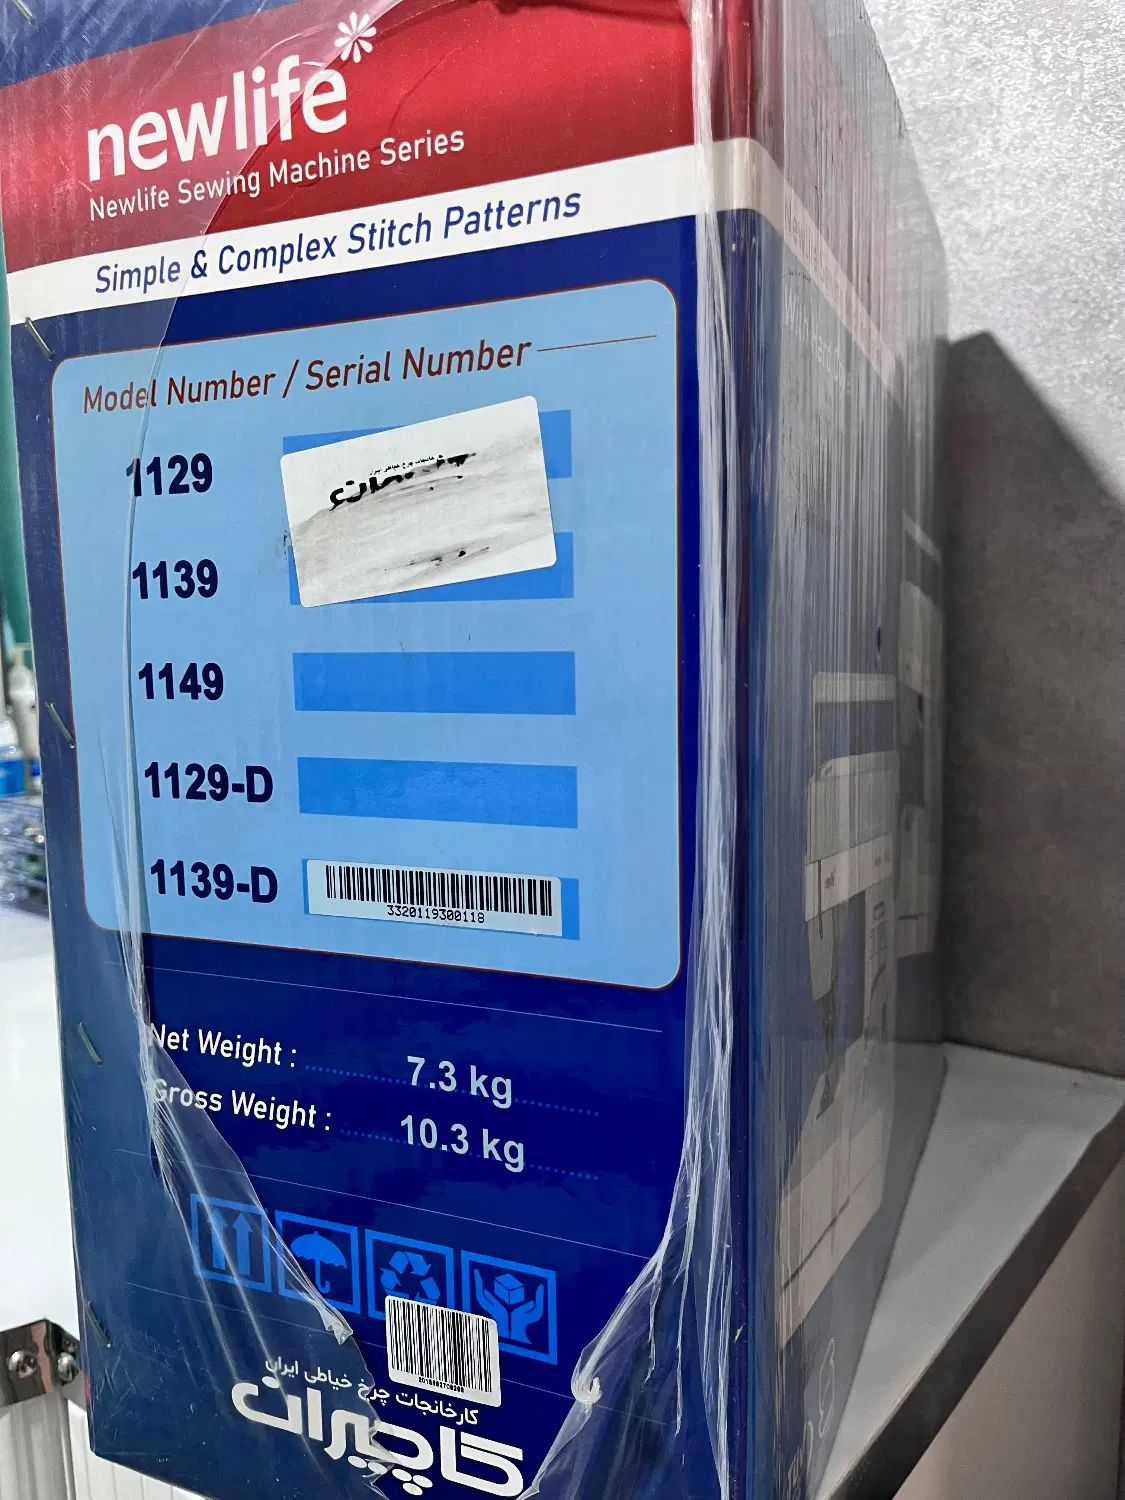 newlife
Newlife Sewing Machine Series
Simple & Complex Stitch Patterns
Model Number / Serial Number
1129
1139
1149
1129-D
1139-D
3320119300118
Net Weight : 7.3 kg
Gross Weight : 10.3 kg
کارخانجات چرخ خیاطی ایران
کاچیران